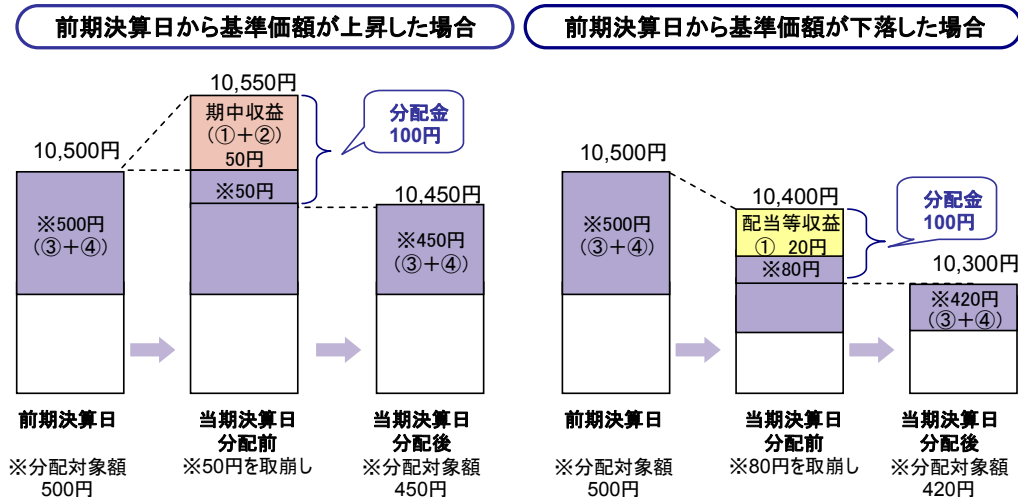 前期決算日から基準価額が上昇した場合
10,550円
期中収益
(①+②)
50円
分配金
100円
10,500円
※50円
10,450円
※500円
(③+④)
※450円
(③+④)
前期決算日
当期決算日
分配前
当期決算日
分配後
※分配対象額
500円
※50円を取崩し
※分配対象額
450円
前期決算日から基準価額が下落した場合
10,500円
10,400円
分配金
100円
配当等収益
① 20円
※500円
(③+④)
※80円
10,300円
※420円
(③+④)
前期決算日
当期決算日
分配前
当期決算日
分配後
※分配対象額
500円
※80円を取崩し
※分配対象額
420円